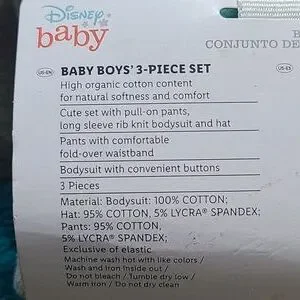 Disney
baby
B
CONJUNTO DE
US-EN
BABY BOYS' 3-PIECE SET
US-ES
High organic cotton content
for natural softness and comfort
Cute set with pull-on pants,
long sleeve rib knit bodysuit and hat
Pants with comfortable
fold-over waistband
Bodysuit with convenient buttons
3 Pieces
Material: Bodysuit: 100% COTTON;
Hat: 95% COTTON, 5% LYCRA® SPANDEX;
Pants: 95% COTTON,
5% LYCRA® SPANDEX;
Exclusive of elastic
Machine wash hot with like colors /
Wash and iron inside out /
Do not bleach / Tumble dry low /
Warm iron / Do not dry clean